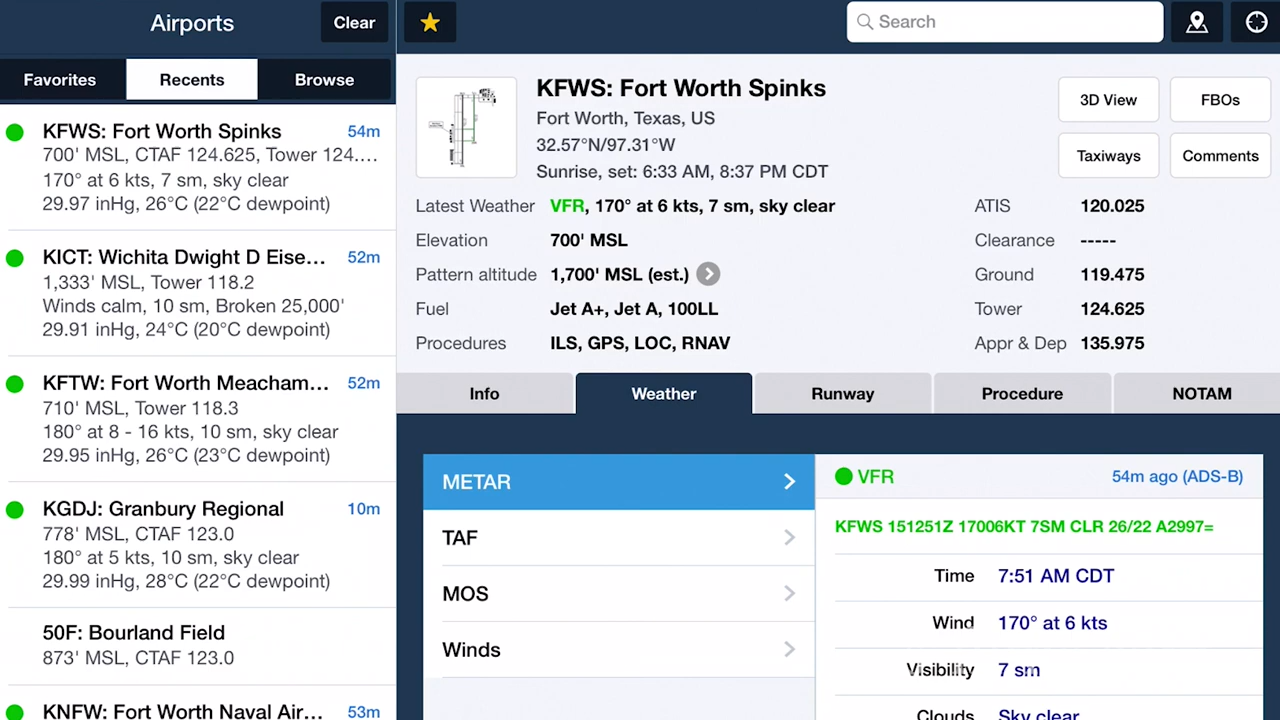 Airports
Clear
Favorites
Recents
Browse
KFWS: Fort Worth Spinks
54m
700' MSL, CTAF 124.625, Tower 124....
170° at 6 kts, 7 sm, sky clear
29.97 inHg, 26°C (22°C dewpoint)
KICT: Wichita Dwight D Eise...
52m
1,333' MSL, Tower 118.2
Winds calm, 10 sm, Broken 25,000'
29.91 inHg, 24°C (20°C dewpoint)
KFTW: Fort Worth Meacham...
52m
710' MSL, Tower 118.3
180° at 8 - 16 kts, 10 sm, sky clear
29.95 inHg, 26°C (23°C dewpoint)
KGDJ: Granbury Regional
10m
778' MSL, CTAF 123.0
180° at 5 kts, 10 sm, sky clear
29.99 inHg, 28°C (22°C dewpoint)
50F: Bourland Field
873' MSL, CTAF 123.0
KNFW: Fort Worth Naval Air...
53m
Search
KFWS: Fort Worth Spinks
Fort Worth, Texas, US
32.57°N/97.31°W
Sunrise, set: 6:33 AM, 8:37 PM CDT
3D View
FBOs
Taxiways
Comments
Latest Weather VFR, 170° at 6 kts, 7 sm, sky clear
Elevation 700' MSL
Pattern altitude 1,700' MSL (est.)
Fuel Jet A+, Jet A, 100LL
Procedures ILS, GPS, LOC, RNAV
ATIS 120.025
Clearance -----
Ground 119.475
Tower 124.625
Appr & Dep 135.975
Info
Weather
Runway
Procedure
NOTAM
METAR
TAF
MOS
Winds
VFR
54m ago (ADS-B)
KFWS 151251Z 17006KT 7SM CLR 26/22 A2997=
Time 7:51 AM CDT
Wind 170° at 6 kts
Visibility 7 sm
Clouds Sky clear